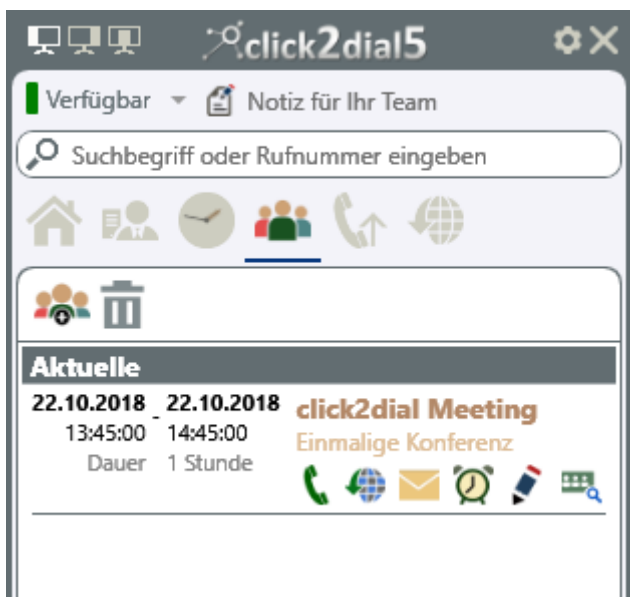 click2dial5
Verfügbar Notiz für Ihr Team
Suchbegriff oder Rufnummer eingeben
Aktuelle
22.10.2018 - 22.10.2018 click2dial Meeting
13:45:00 14:45:00 Einmalige Konferenz
Dauer 1 Stunde